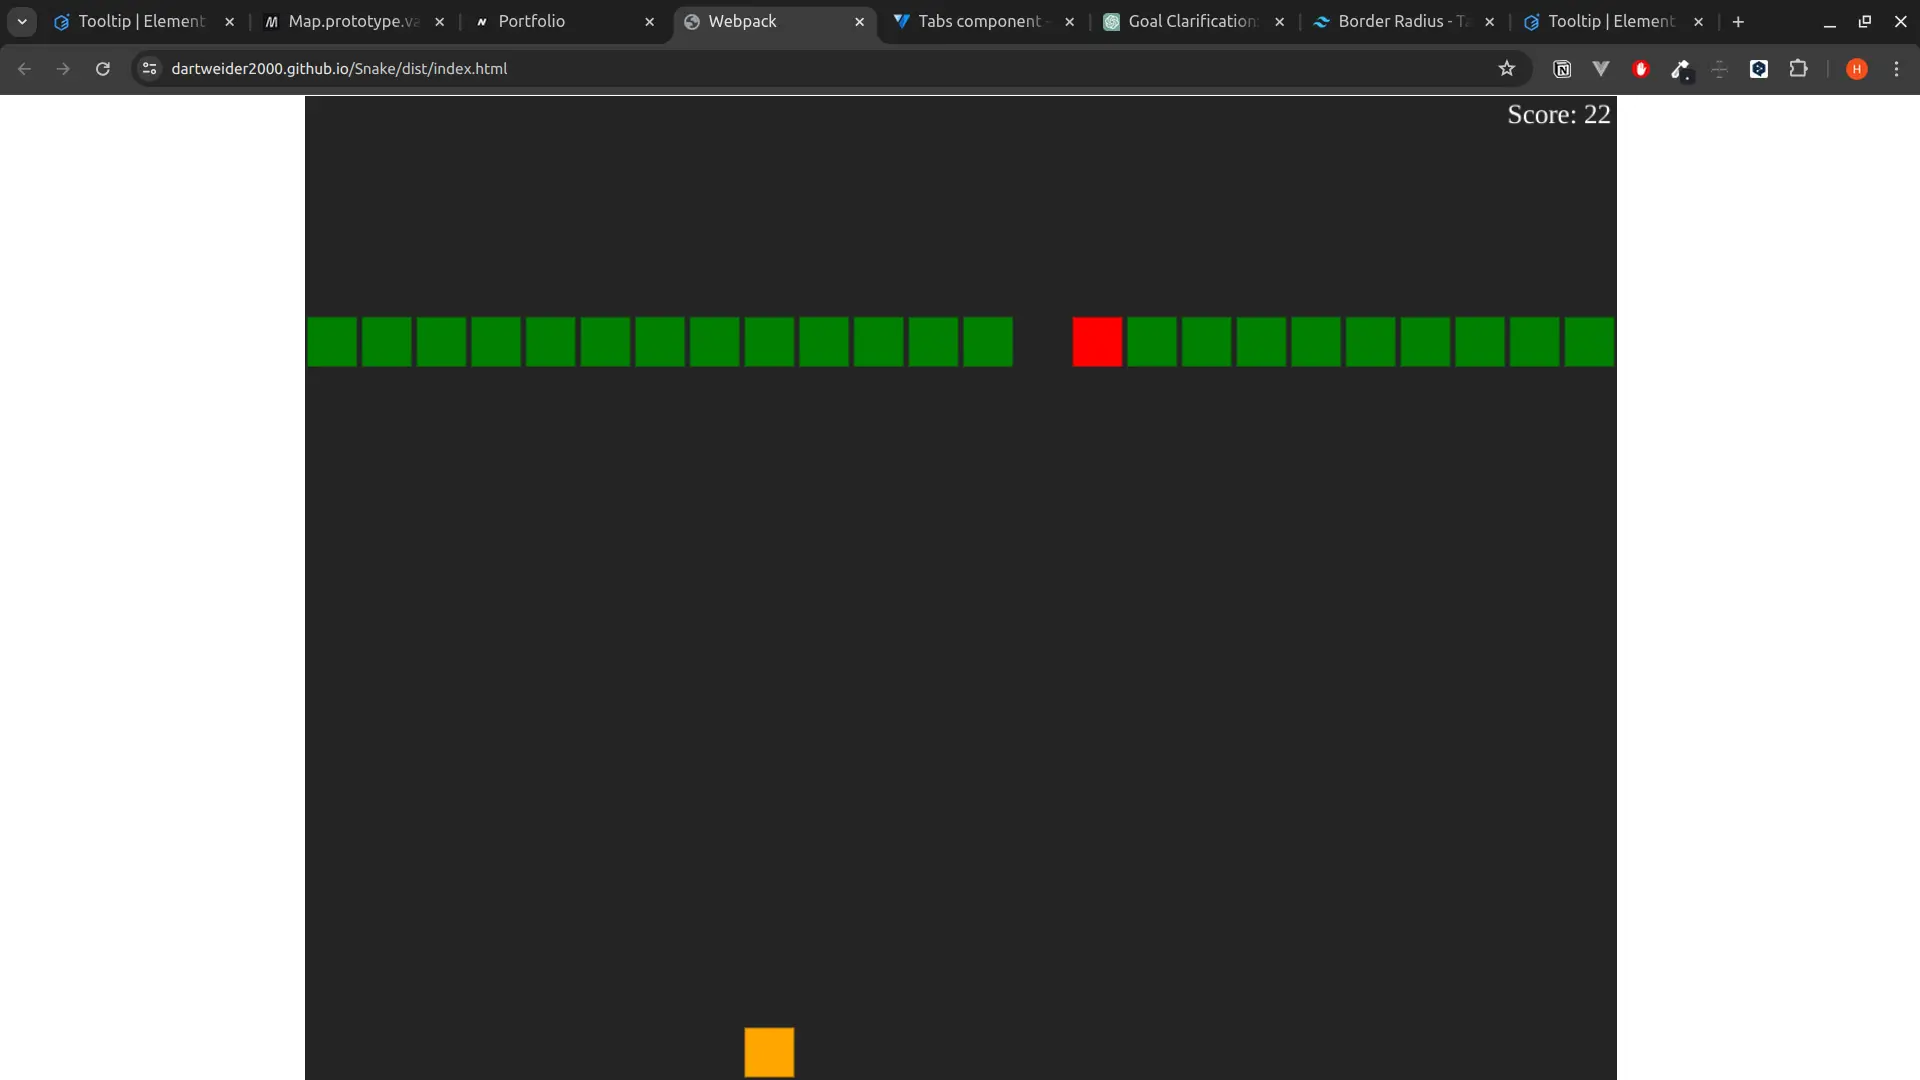 Tooltip | Element
Map.prototype.va
Portfolio
Webpack
Tabs component -
Goal Clarification
Border Radius - Ta
Tooltip | Element
dartweider2000.github.io/Snake/dist/index.html
H
Score: 22